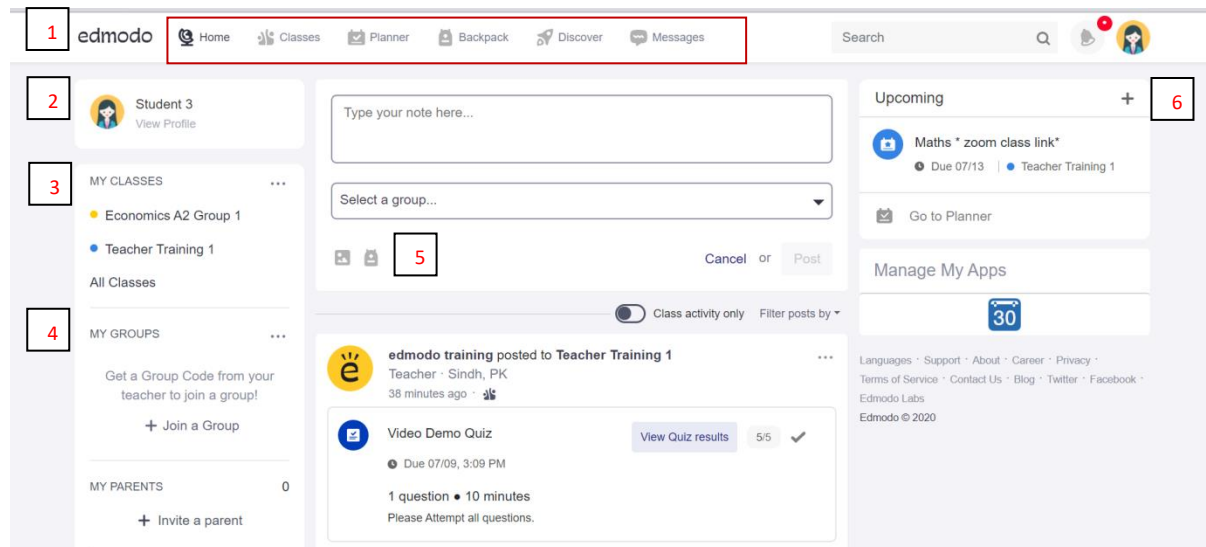 1
edmodo Home Classes Planner Backpack Discover Messages Search
2
Student 3
View Profile
3
MY CLASSES ...
Economics A2 Group 1
Teacher Training 1
All Classes
4
MY GROUPS ...
Get a Group Code from your
teacher to join a group!
+ Join a Group
MY PARENTS 0
+ Invite a parent
Type your note here...
Select a group...
5
Cancel or Post
Class activity only Filter posts by
edmodo training posted to Teacher Training 1 ...
Teacher · Sindh, PK
38 minutes ago ·
Video Demo Quiz View Quiz results 5/5
Due 07/09, 3:09 PM
1 question ● 10 minutes
Please Attempt all questions.
Upcoming +
6
Maths * zoom class link*
Due 07/13 | ● Teacher Training 1
Go to Planner
Manage My Apps
30
Languages · Support · About · Career · Privacy ·
Terms of Service · Contact Us · Blog · Twitter · Facebook ·
Edmodo Labs
Edmodo © 2020